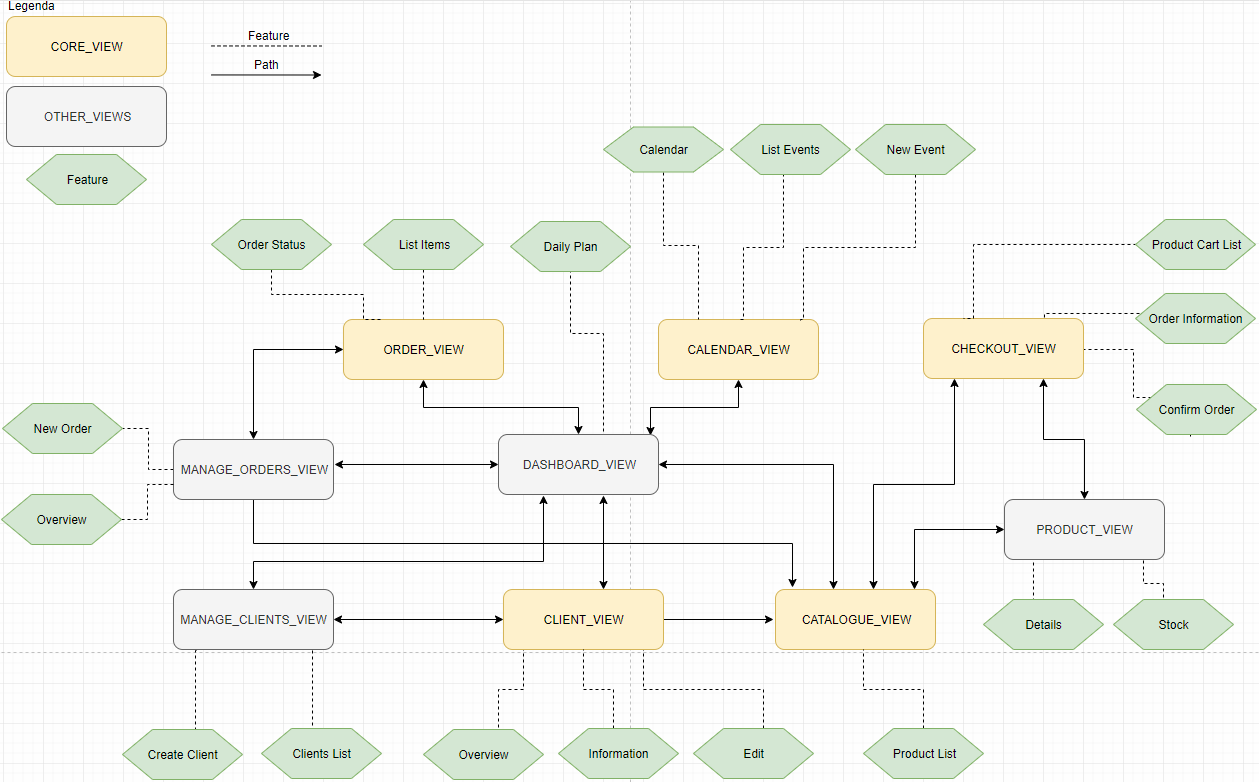 Legenda
CORE_VIEW
Feature
Path
OTHER_VIEWS
Feature
Calendar
List Events
New Event
Order Status
List Items
Daily Plan
Product Cart List
Order Information
ORDER_VIEW
CALENDAR_VIEW
CHECKOUT_VIEW
Confirm Order
New Order
MANAGE_ORDERS_VIEW
DASHBOARD_VIEW
Overview
PRODUCT_VIEW
MANAGE_CLIENTS_VIEW
CLIENT_VIEW
CATALOGUE_VIEW
Details
Stock
Create Client
Clients List
Overview
Information
Edit
Product List